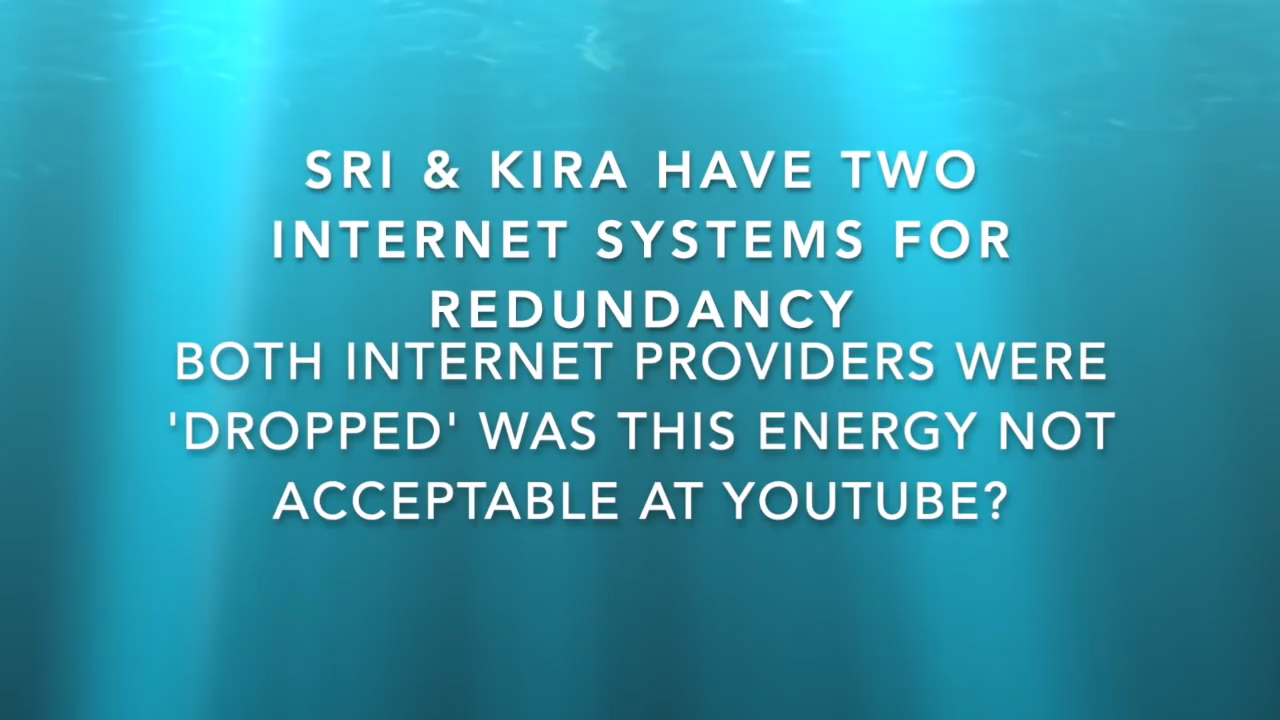 SRI & KIRA HAVE TWO
INTERNET SYSTEMS FOR
REDUNDANCY
BOTH INTERNET PROVIDERS WERE
'DROPPED' WAS THIS ENERGY NOT
ACCEPTABLE AT YOUTUBE?